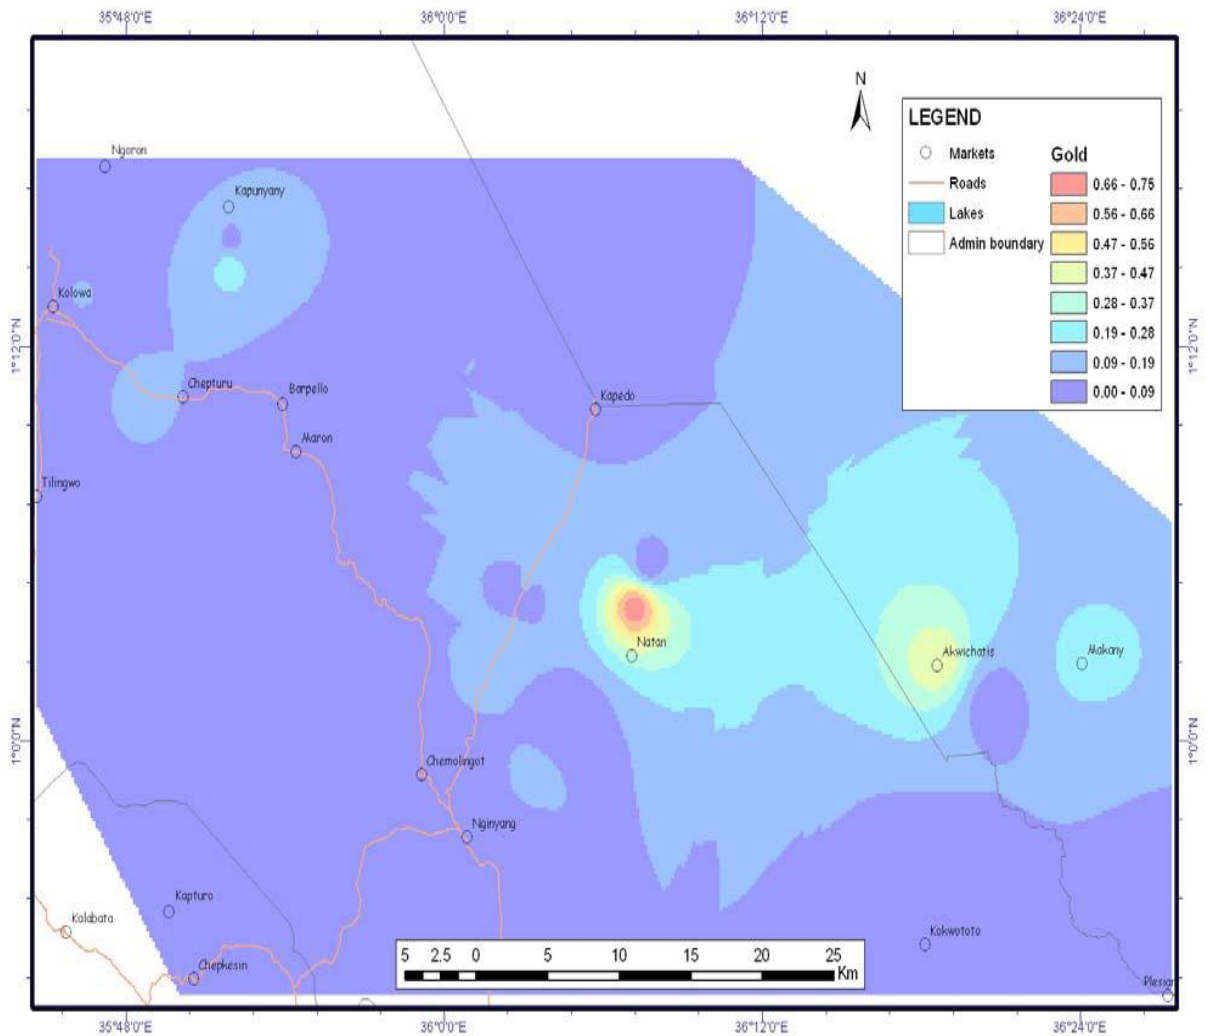 35°48'0"E 36°0'0"E 36°12'0"E 36°24'0"E
N
LEGEND
Markets
Roads
Lakes
Admin boundary
Gold
0.66 - 0.75
0.56 - 0.66
0.47 - 0.56
0.37 - 0.47
0.28 - 0.37
0.19 - 0.28
0.09 - 0.19
0.00 - 0.09
Ngoron
Kapunyany
Kolowa
1°12'0"N
1°12'0"N
Chepturu
Barpello
Kapedo
Maron
Tilingwo
Natan
Akwichatis
Makany
1°0'0"N
1°0'0"N
Chemolingot
Nginyang
Kapturo
Kalabata
Kokwototo
Chepkesin
Plesian
5 2.5 0 5 10 15 20 25
Km
35°48'0"E 36°0'0"E 36°12'0"E 36°24'0"E